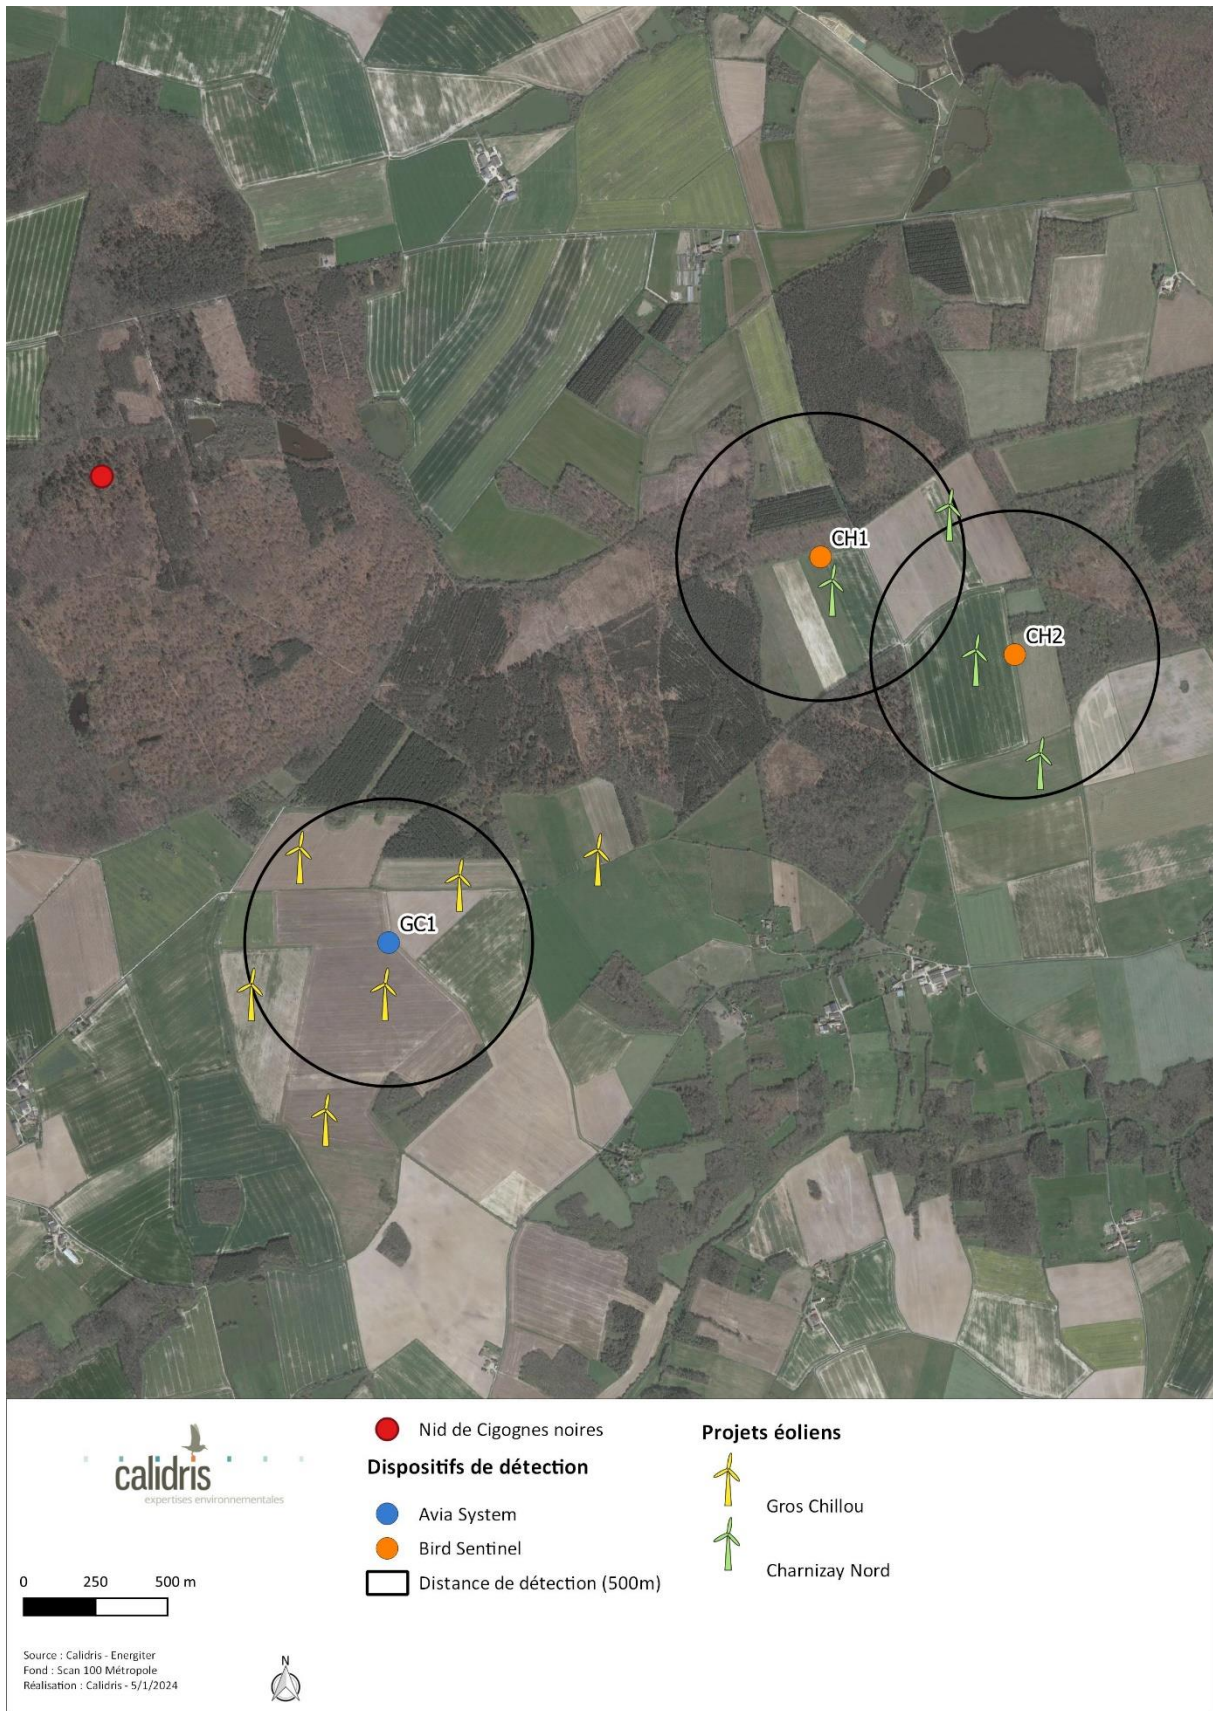 CH1
CH2
GC1
calidris
expertises environnementales
0 250 500 m
Source : Calidris - Energiter
Fond : Scan 100 Métropole
Réalisation : Calidris - 5/1/2024
N
Nid de Cigognes noires
Dispositifs de détection
Avia System
Bird Sentinel
Distance de détection (500m)
Projets éoliens
Gros Chillou
Charnizay Nord